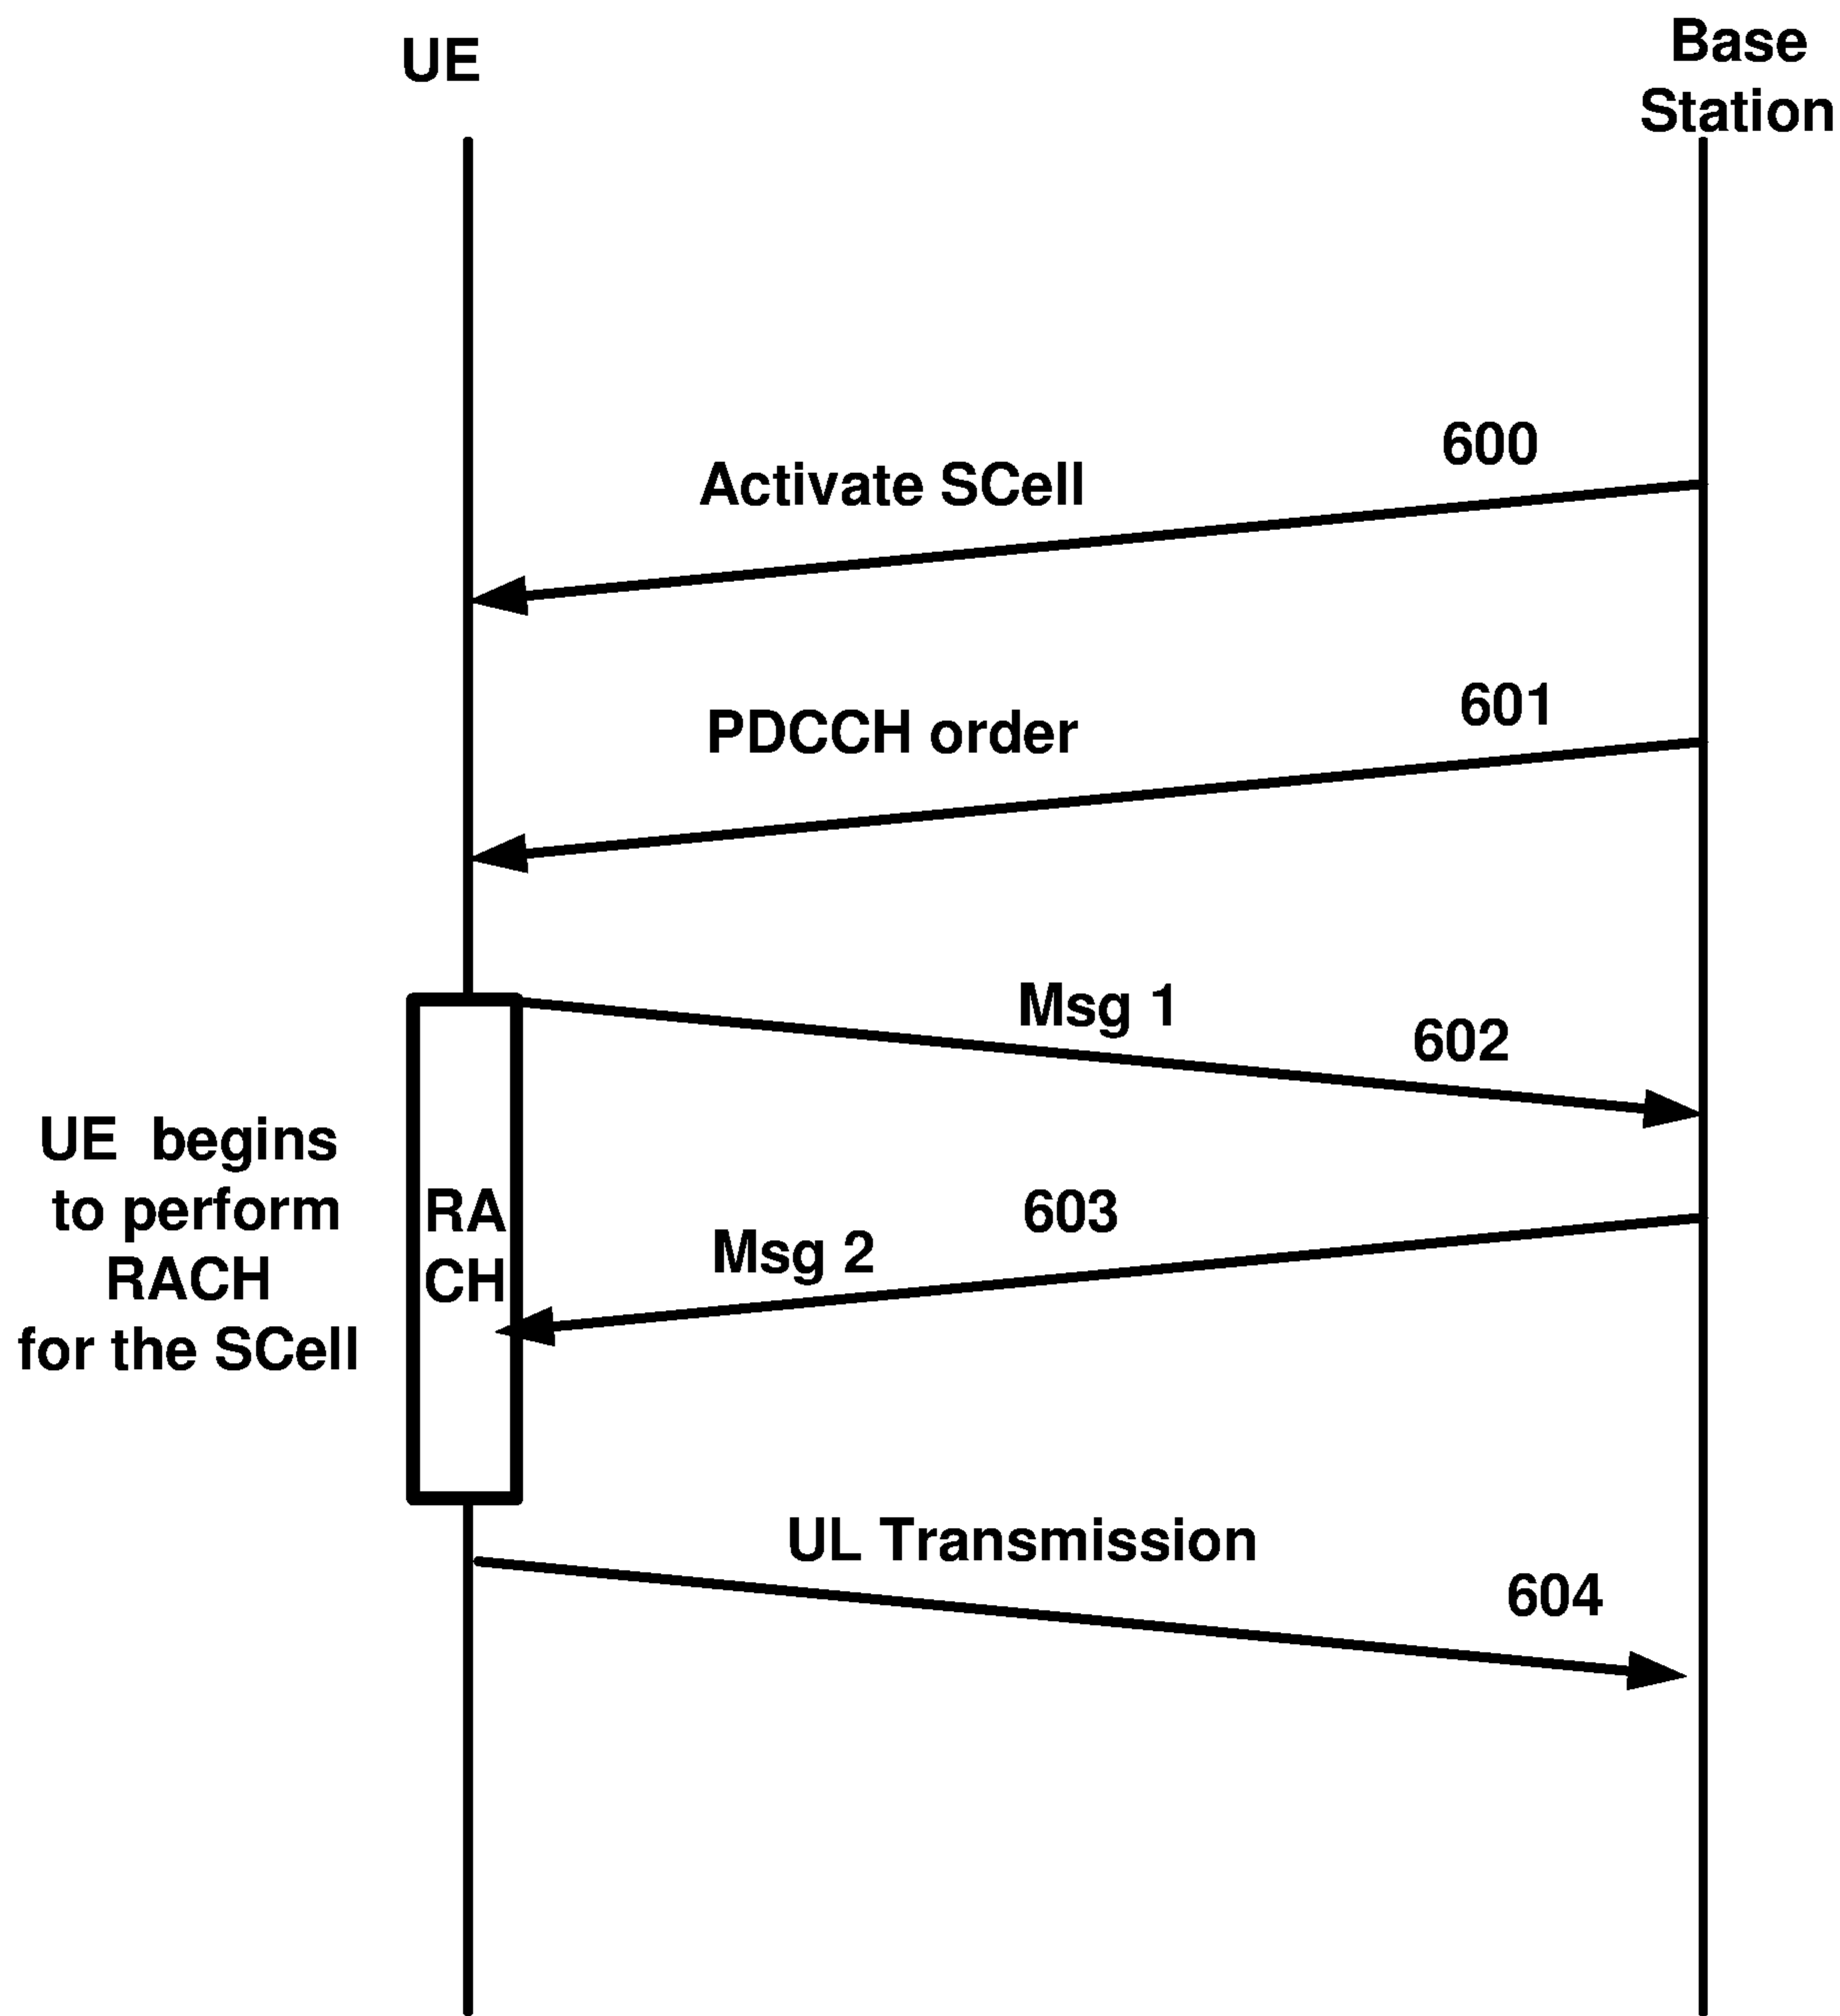 UE
Base
Station
600
Activate SCell
601
PDCCH order
Msg 1
602
UE begins
to perform
RACH
for the SCell
RA
CH
603
Msg 2
UL Transmission
604